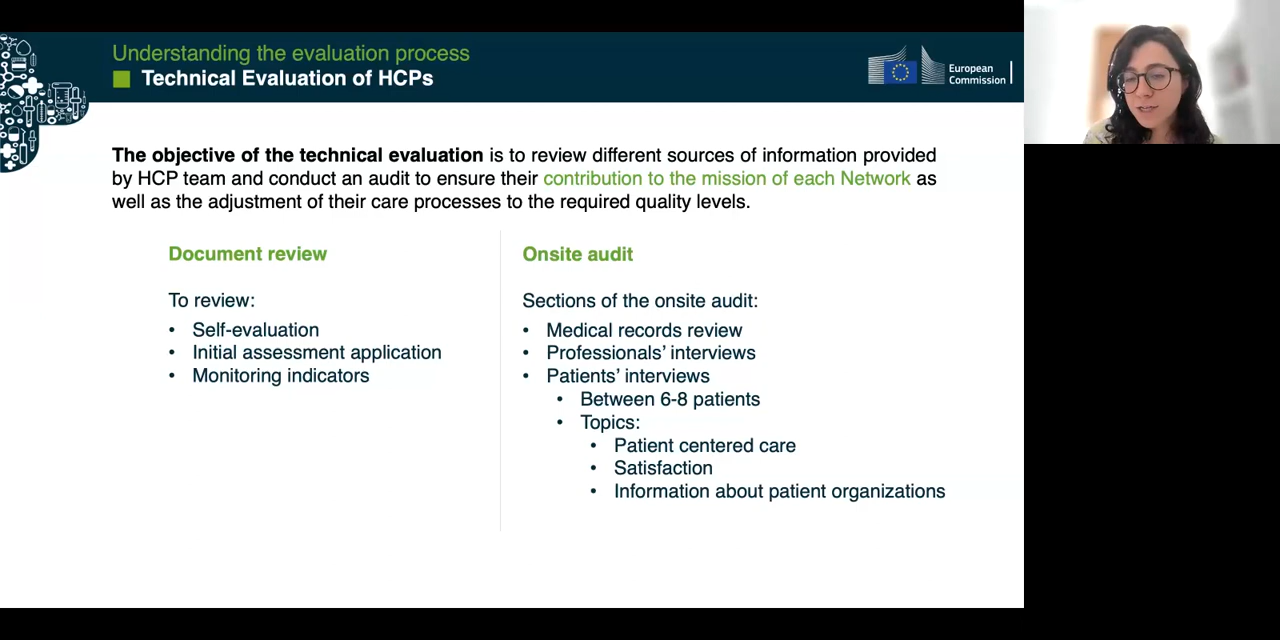 Understanding the evaluation process
Technical Evaluation of HCPs
European
Commission
The objective of the technical evaluation is to review different sources of information provided
by HCP team and conduct an audit to ensure their contribution to the mission of each Network as
well as the adjustment of their care processes to the required quality levels.
Document review
To review:
• Self-evaluation
• Initial assessment application
• Monitoring indicators
Onsite audit
Sections of the onsite audit:
• Medical records review
• Professionals’ interviews
• Patients’ interviews
• Between 6-8 patients
• Topics:
• Patient centered care
• Satisfaction
• Information about patient organizations